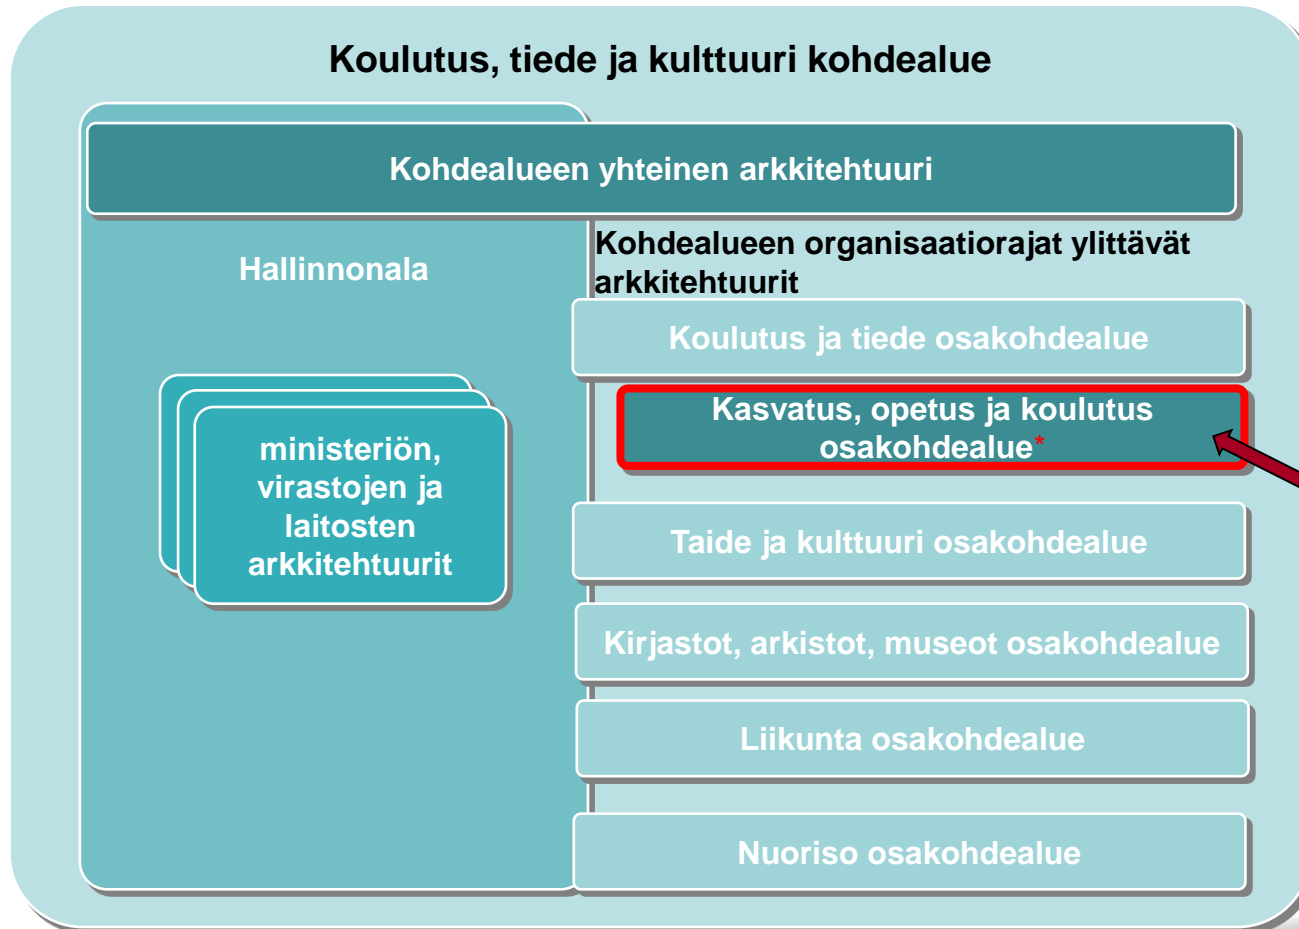 Koulutus, tiede ja kulttuuri kohdealue
Kohdealueen yhteinen arkkitehtuuri
Hallinnonala
ministeriön,
virastojen ja
laitosten
arkkitehtuurit
Kohdealueen organisaatiorajat ylittävät
arkkitehtuurit
Koulutus ja tiede osakohdealue
Kasvatus, opetus ja koulutus
osakohdealue*
Taide ja kulttuuri osakohdealue
Kirjastot, arkistot, museot osakohdealue
Liikunta osakohdealue
Nuoriso osakohdealue